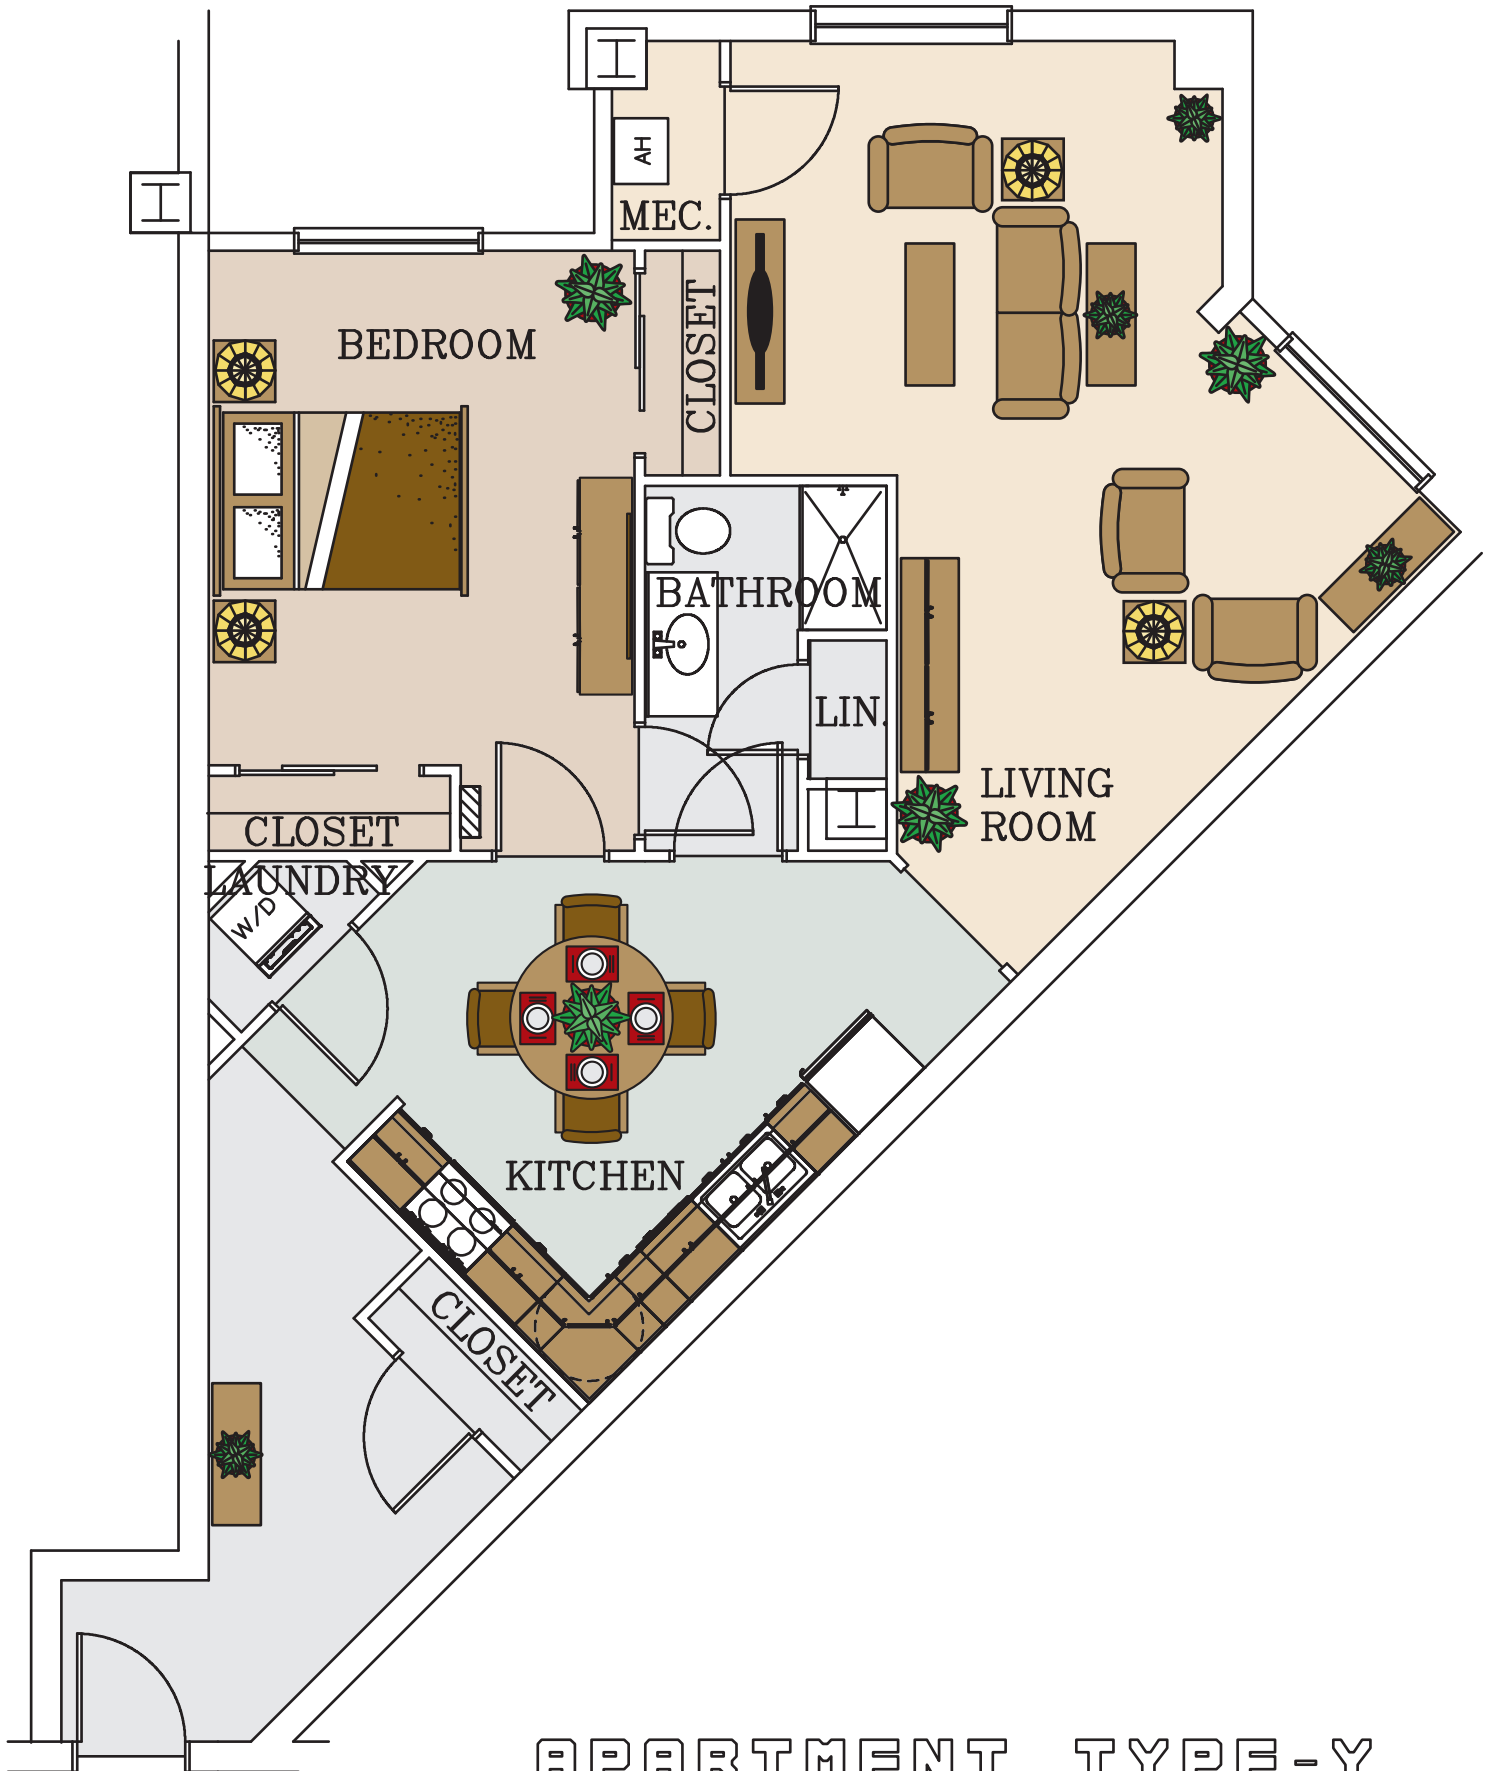 AH
MEC.
BEDROOM
CLOSET
BATHROOM
LIN.
LIVING
ROOM
CLOSET
LAUNDRY
W/D
KITCHEN
CLOSET
APARTMENT TYPE-Y